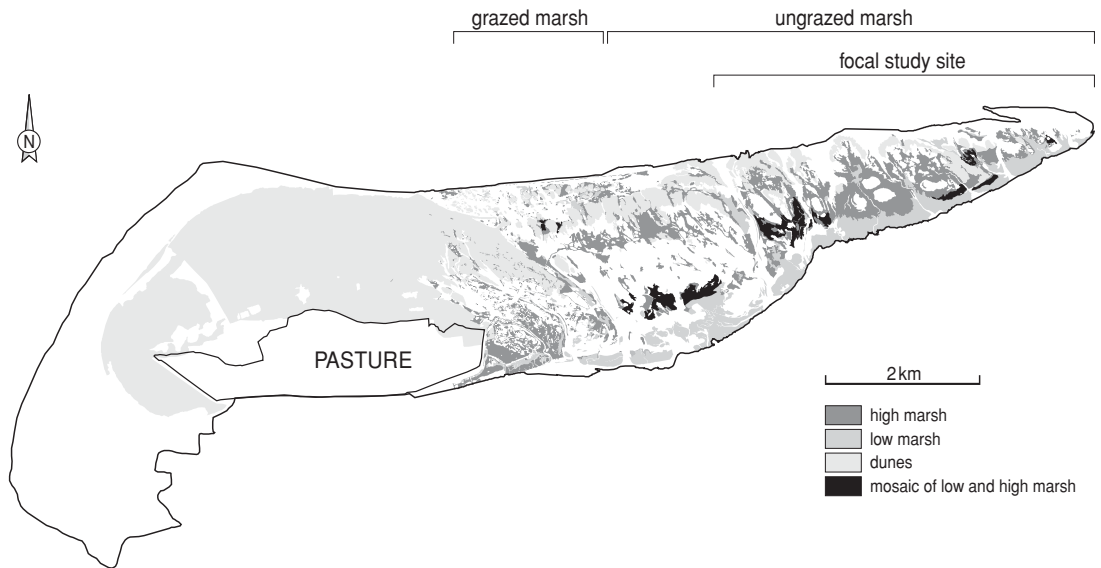 grazed marsh
ungrazed marsh
focal study site
N
PASTURE
2 km
high marsh
low marsh
dunes
mosaic of low and high marsh